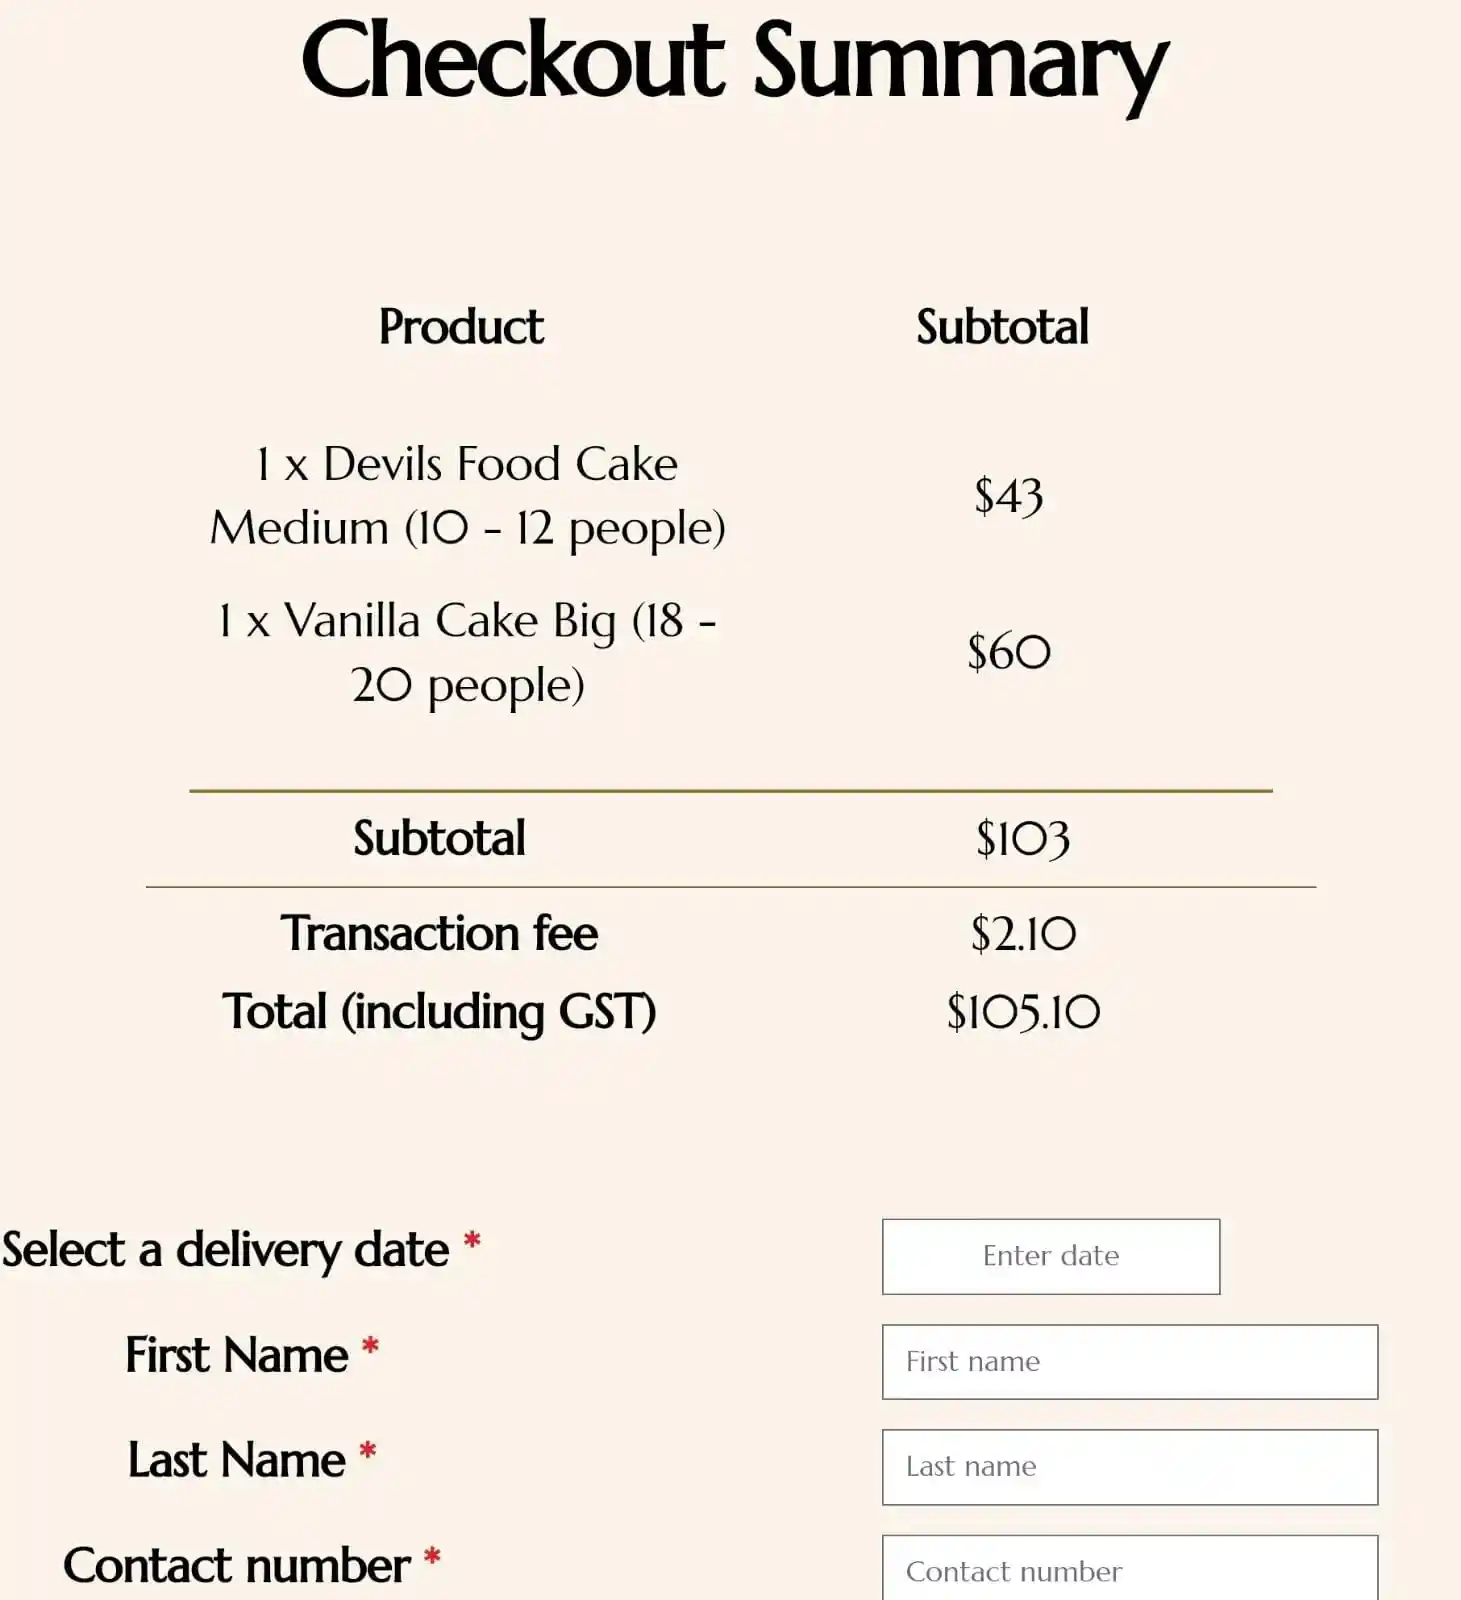 Checkout Summary
Product Subtotal
1 x Devils Food Cake
Medium (10 - 12 people)
$43
1 x Vanilla Cake Big (18 -
20 people)
$60
Subtotal $103
Transaction fee $2.10
Total (including GST) $105.10
Select a delivery date * Enter date
First Name * First name
Last Name * Last name
Contact number * Contact number